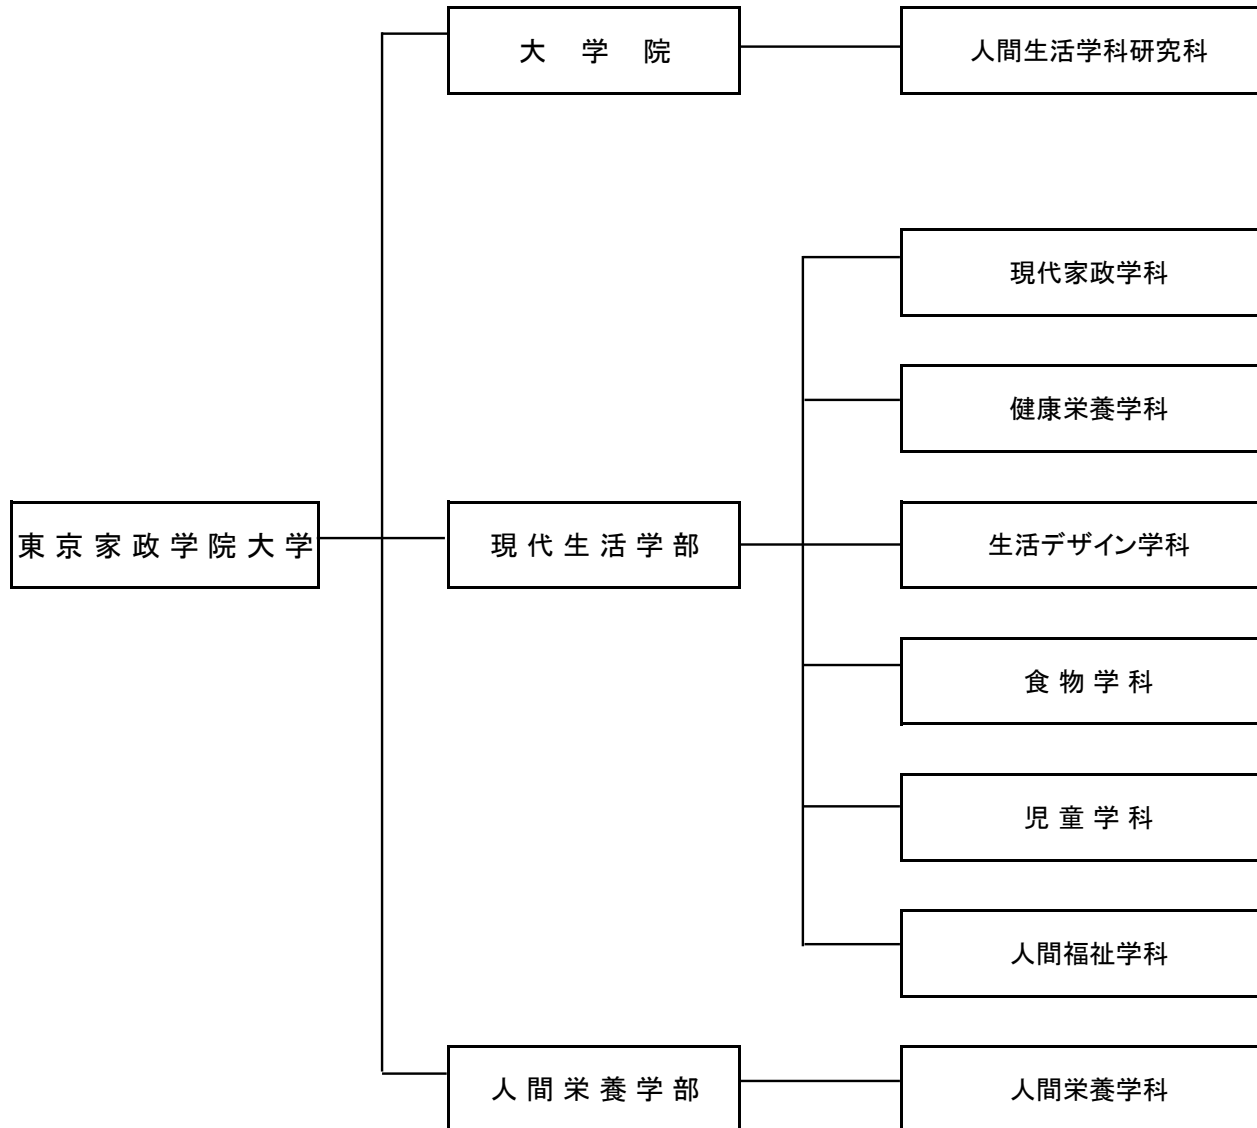 大　学　院
人間生活学科研究科
現代家政学科
健康栄養学科
東 京 家 政 学 院 大 学
現 代 生 活 学 部
生活デザイン学科
食 物 学 科
児 童 学 科
人間福祉学科
人 間 栄 養 学 部
人間栄養学科